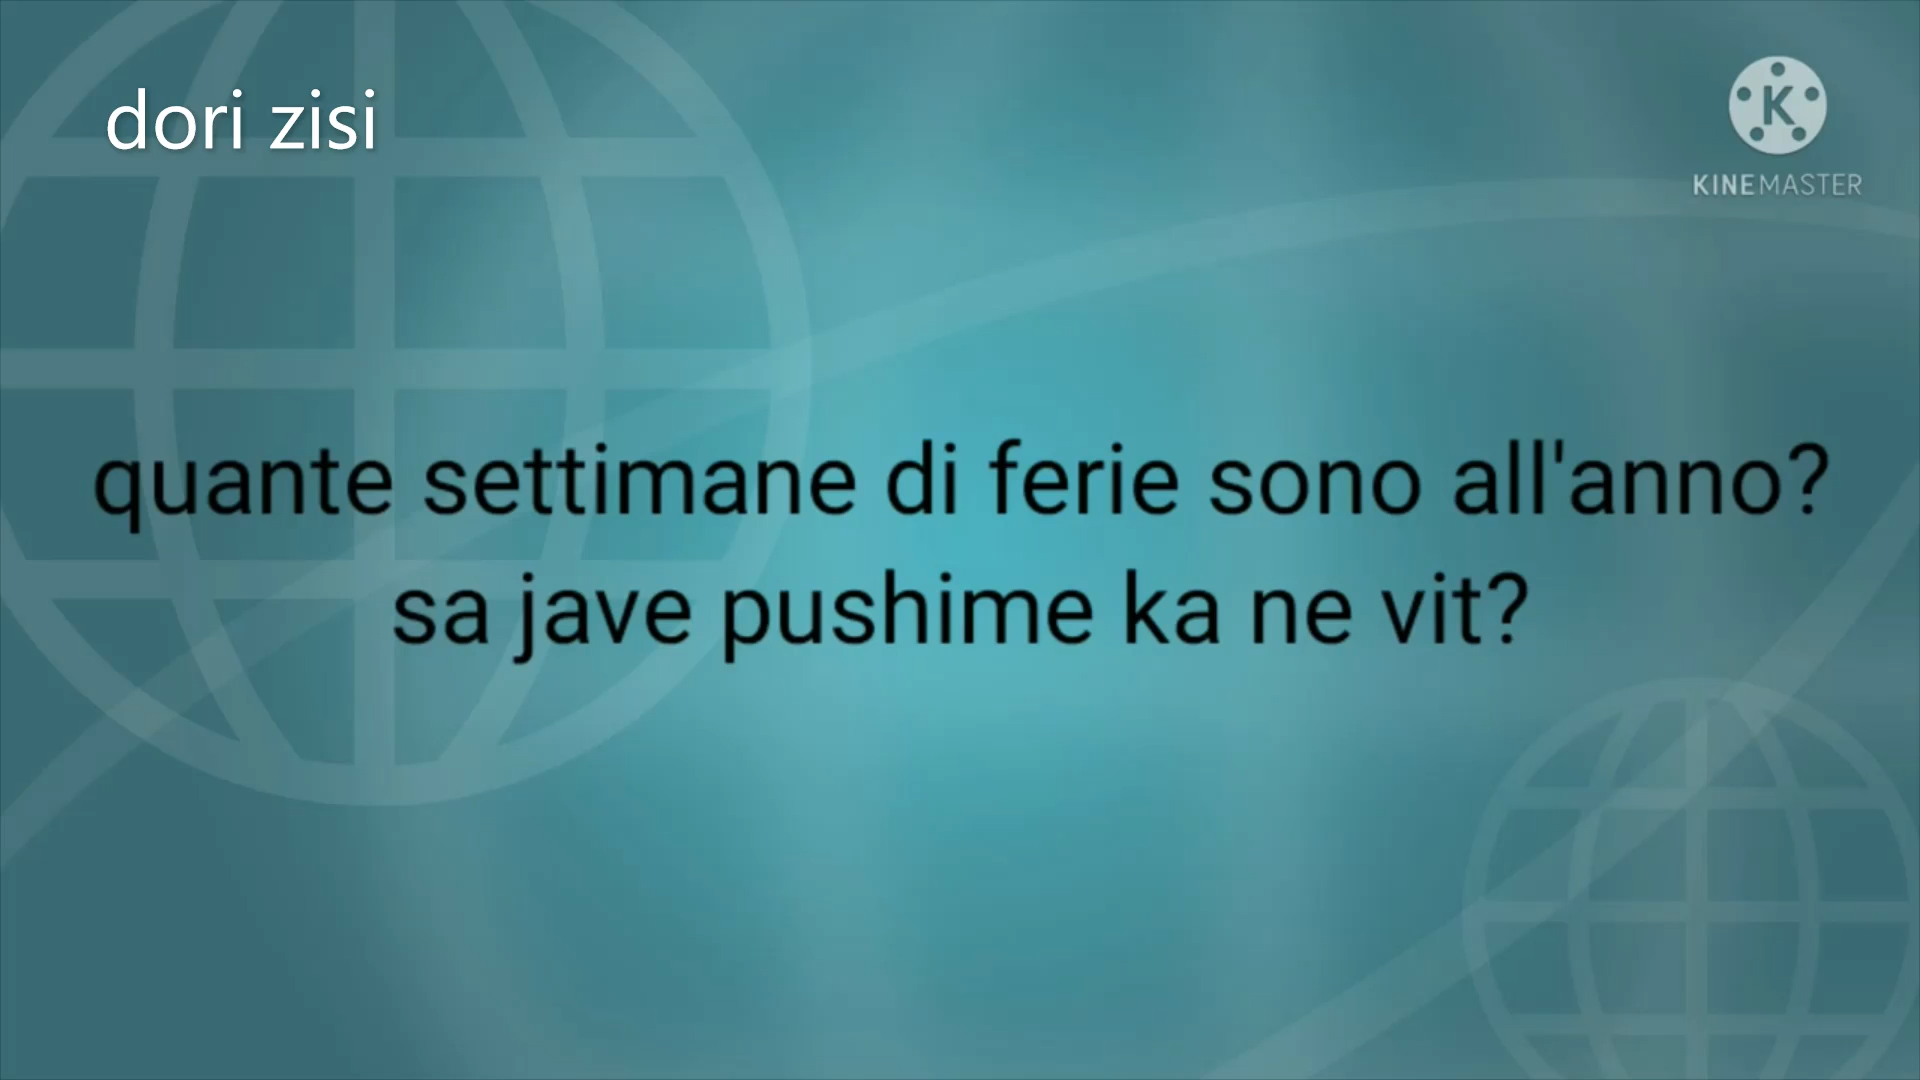 dori zisi
K
KINEMASTER
quante settimane di ferie sono all'anno?
sa jave pushime ka ne vit?